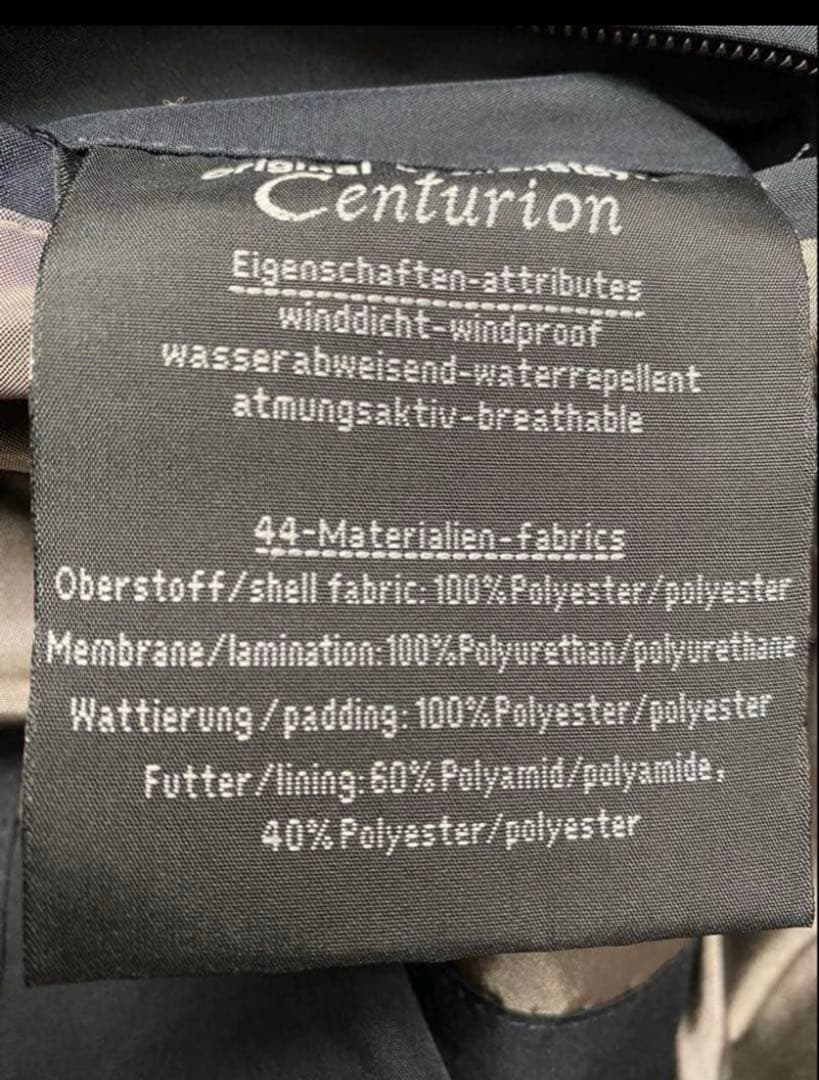 original
Centurion
Eigenschaften-attributes
winddicht-windproof
wasserabweisend-waterrepellent
atmungsaktiv-breathable
44-Materialien-fabrics
Oberstoff/shell fabric: 100%Polyester/polyester
Membrane/lamination:100%Polyurethan/polyurethane
Wattierung/padding: 100%Polyester/polyester
Futter/lining: 60% Polyamid/polyamide,
40% Polyester/polyester